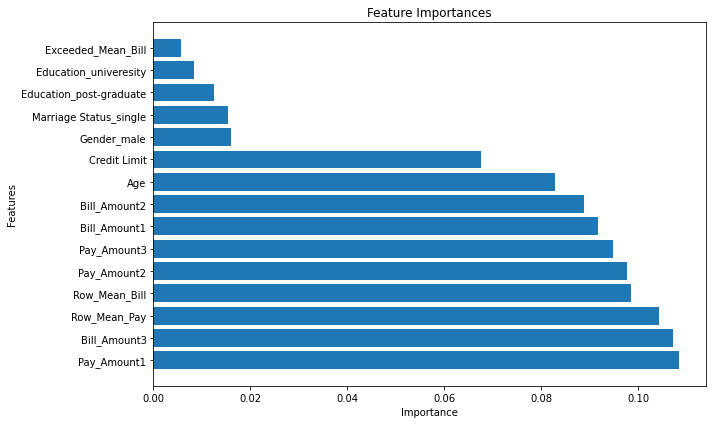 Feature Importances
Features
Exceeded_Mean_Bill
Education_univeresity
Education_post-graduate
Marriage Status_single
Gender_male
Credit Limit
Age
Bill_Amount2
Bill_Amount1
Pay_Amount3
Pay_Amount2
Row_Mean_Bill
Row_Mean_Pay
Bill_Amount3
Pay_Amount1
0.00 0.02 0.04 0.06 0.08 0.10
Importance